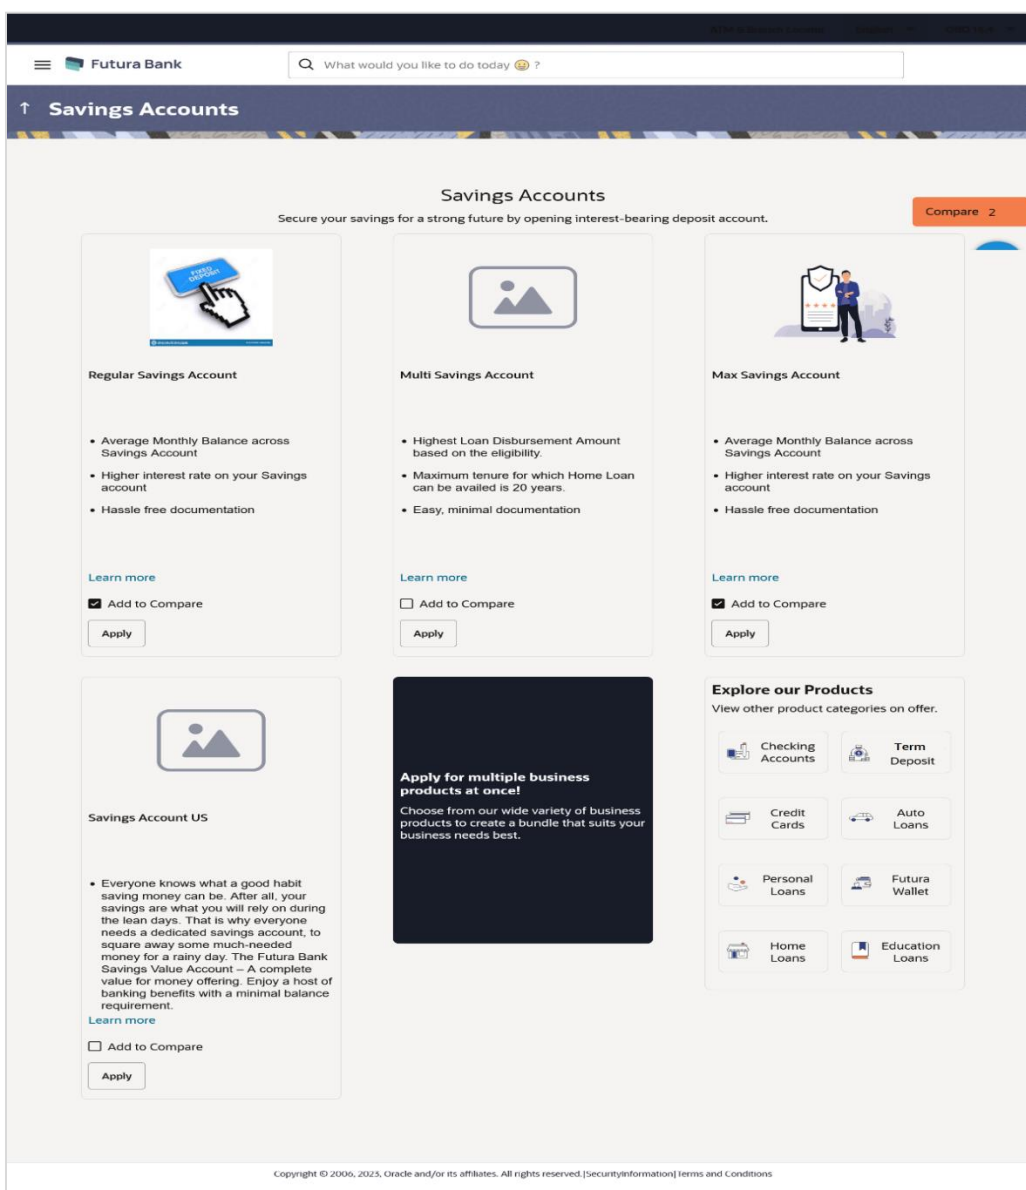 Futura Bank
What would you like to do today 😄 ?
↑ Savings Accounts
Savings Accounts
Secure your savings for a strong future by opening interest-bearing deposit account.
Compare 2
FIXED
DEPOSIT
Regular Savings Account
• Average Monthly Balance across
Savings Account
• Higher interest rate on your Savings
account
• Hassle free documentation
Learn more
Add to Compare
Apply
Multi Savings Account
• Highest Loan Disbursement Amount
based on the eligibility.
• Maximum tenure for which Home Loan
can be availed is 20 years.
• Easy, minimal documentation
Learn more
Add to Compare
Apply
Max Savings Account
• Average Monthly Balance across
Savings Account
• Higher interest rate on your Savings
account
• Hassle free documentation
Learn more
Add to Compare
Apply
Savings Account US
• Everyone knows what a good habit
saving money can be. After all, your
savings are what you will rely on during
the lean days. That is why everyone
needs a dedicated savings account, to
square away some much-needed
money for a rainy day. The Futura Bank
Savings Value Account – A complete
value for money offering. Enjoy a host of
banking benefits with a minimal balance
requirement.
Learn more
Add to Compare
Apply
Apply for multiple business
products at once!
Choose from our wide variety of business
products to create a bundle that suits your
business needs best.
Explore our Products
View other product categories on offer.
Checking
Accounts
Term
Deposit
Credit
Cards
Auto
Loans
Personal
Loans
Futura
Wallet
Home
Loans
Education
Loans
Copyright © 2006, 2023, Oracle and/or its affiliates. All rights reserved.|SecurityInformation|Terms and Conditions